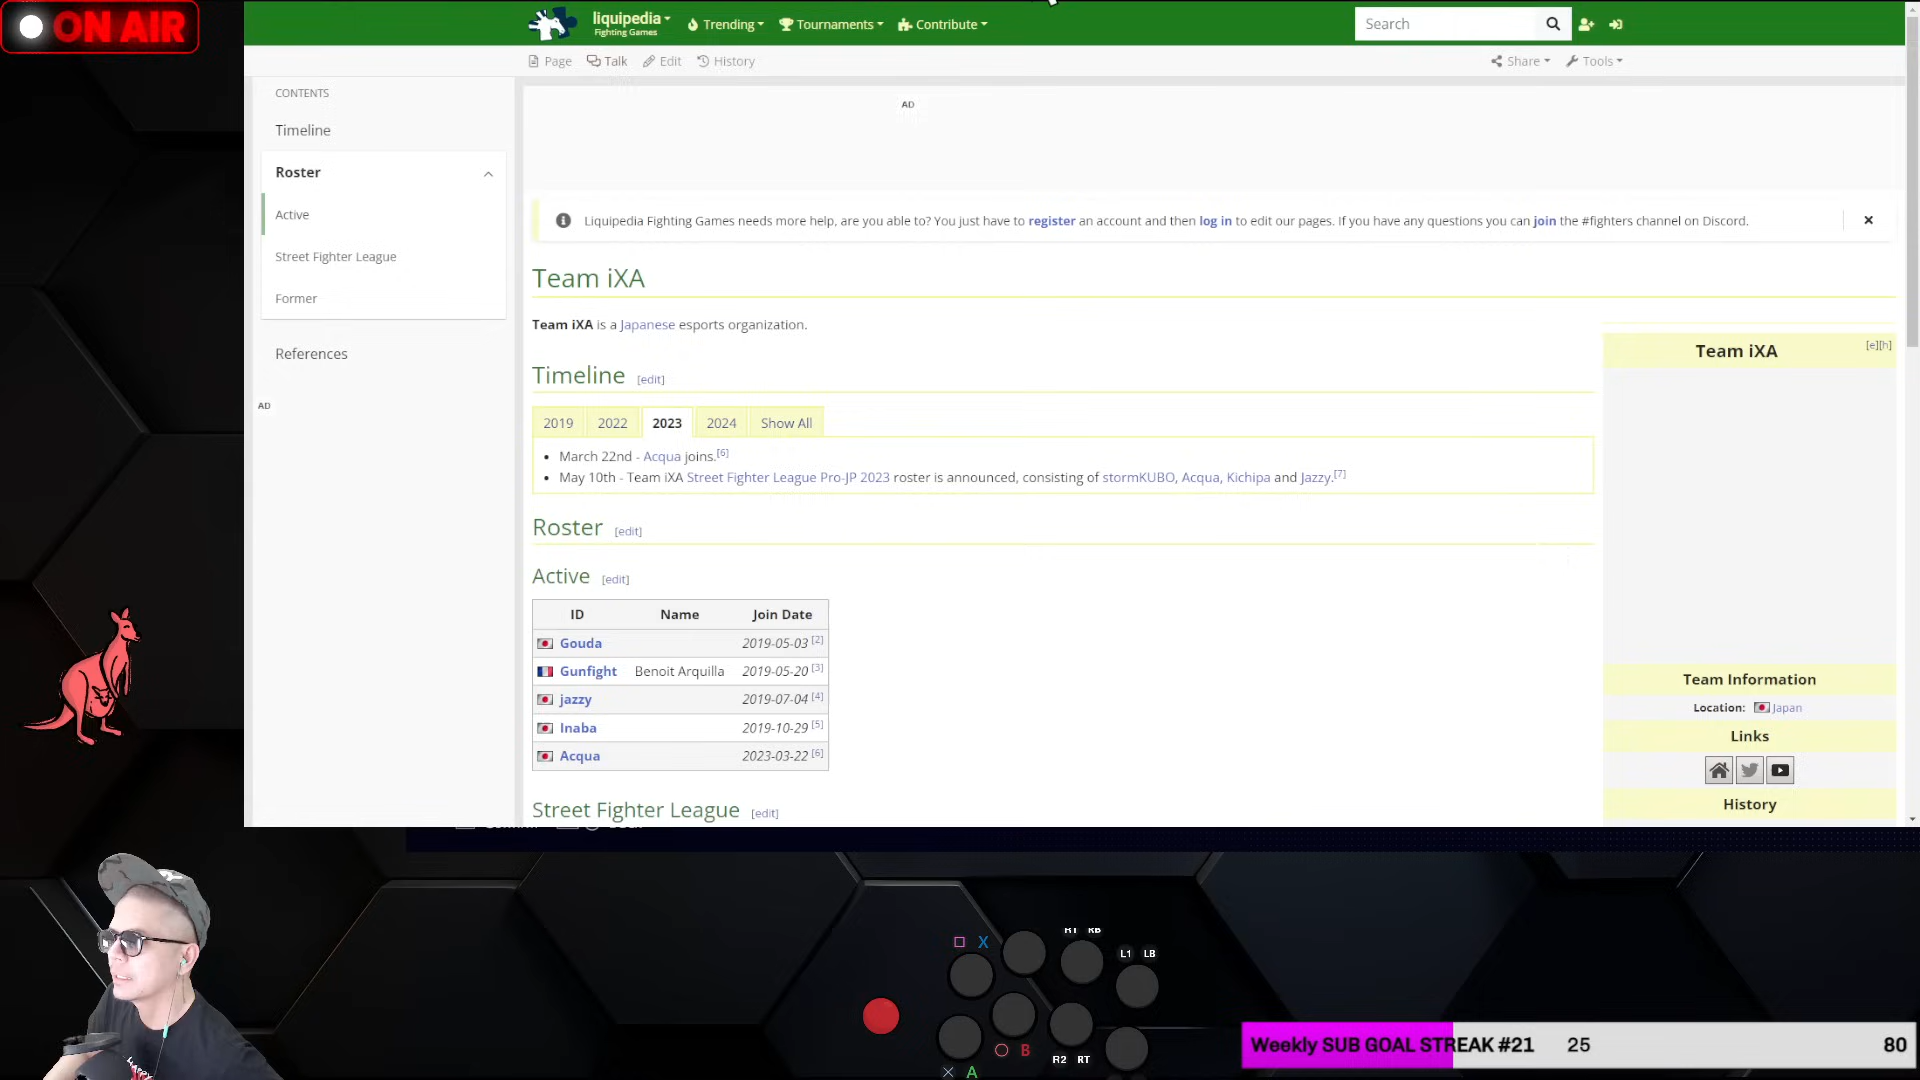 ON AIR
liquipedia
Fighting Games
Trending
Tournaments
Contribute
Search
Page
Talk
Edit
History
Share
Tools
CONTENTS
Timeline
Roster
Active
Street Fighter League
Former
References
AD
AD
Liquipedia Fighting Games needs more help, are you able to? You just have to register an account and then log in to edit our pages. If you have any questions you can join the #fighters channel on Discord.
Team iXA
Team iXA is a Japanese esports organization.
Timeline [edit]
2019 2022 2023 2024 Show All
March 22nd - Acqua joins.[6]
May 10th - Team iXA Street Fighter League Pro-JP 2023 roster is announced, consisting of stormKUBO, Acqua, Kichipa and Jazzy.[7]
Roster [edit]
Active [edit]
ID Name Join Date
Gouda 2019-05-03 [2]
Gunfight Benoit Arquilla 2019-05-20 [3]
jazzy 2019-07-04 [4]
Inaba 2019-10-29 [5]
Acqua 2023-03-22 [6]
Street Fighter League [edit]
Team iXA [e][h]
Team Information
Location: Japan
Links
History
X
R1 RB
L1 LB
B
R2 RT
A
Weekly SUB GOAL STREAK #21 25 80